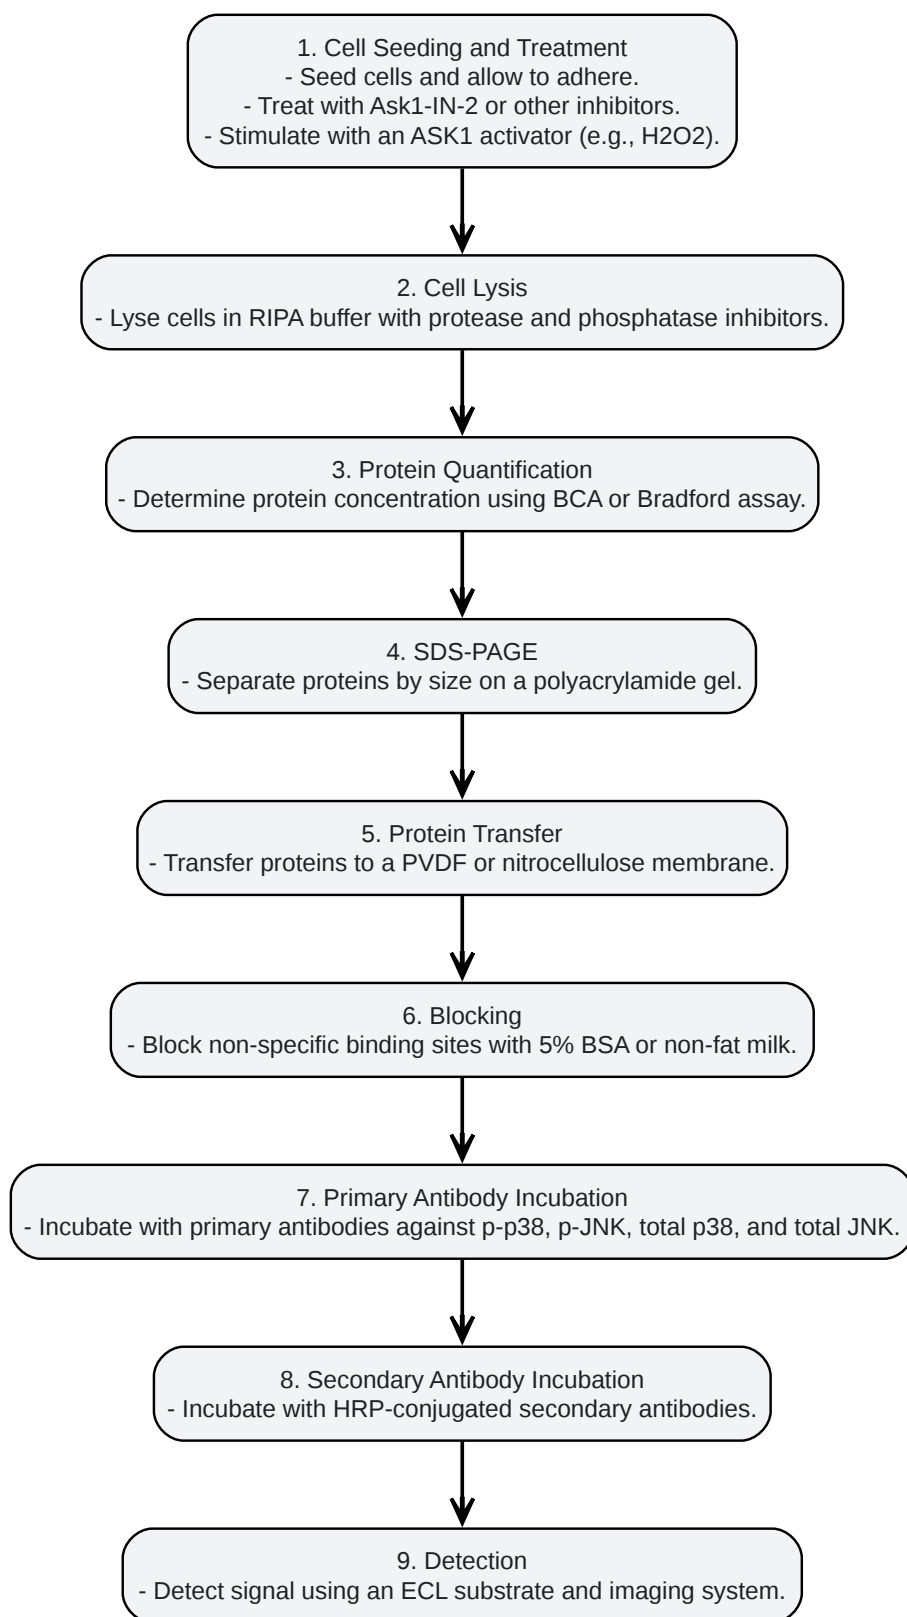 1. Cell Seeding and Treatment
- Seed cells and allow to adhere.
- Treat with Ask1-IN-2 or other inhibitors.
- Stimulate with an ASK1 activator (e.g., H2O2).
2. Cell Lysis
- Lyse cells in RIPA buffer with protease and phosphatase inhibitors.
3. Protein Quantification
- Determine protein concentration using BCA or Bradford assay.
4. SDS-PAGE
- Separate proteins by size on a polyacrylamide gel.
5. Protein Transfer
- Transfer proteins to a PVDF or nitrocellulose membrane.
6. Blocking
- Block non-specific binding sites with 5% BSA or non-fat milk.
7. Primary Antibody Incubation
- Incubate with primary antibodies against p-p38, p-JNK, total p38, and total JNK.
8. Secondary Antibody Incubation
- Incubate with HRP-conjugated secondary antibodies.
9. Detection
- Detect signal using an ECL substrate and imaging system.